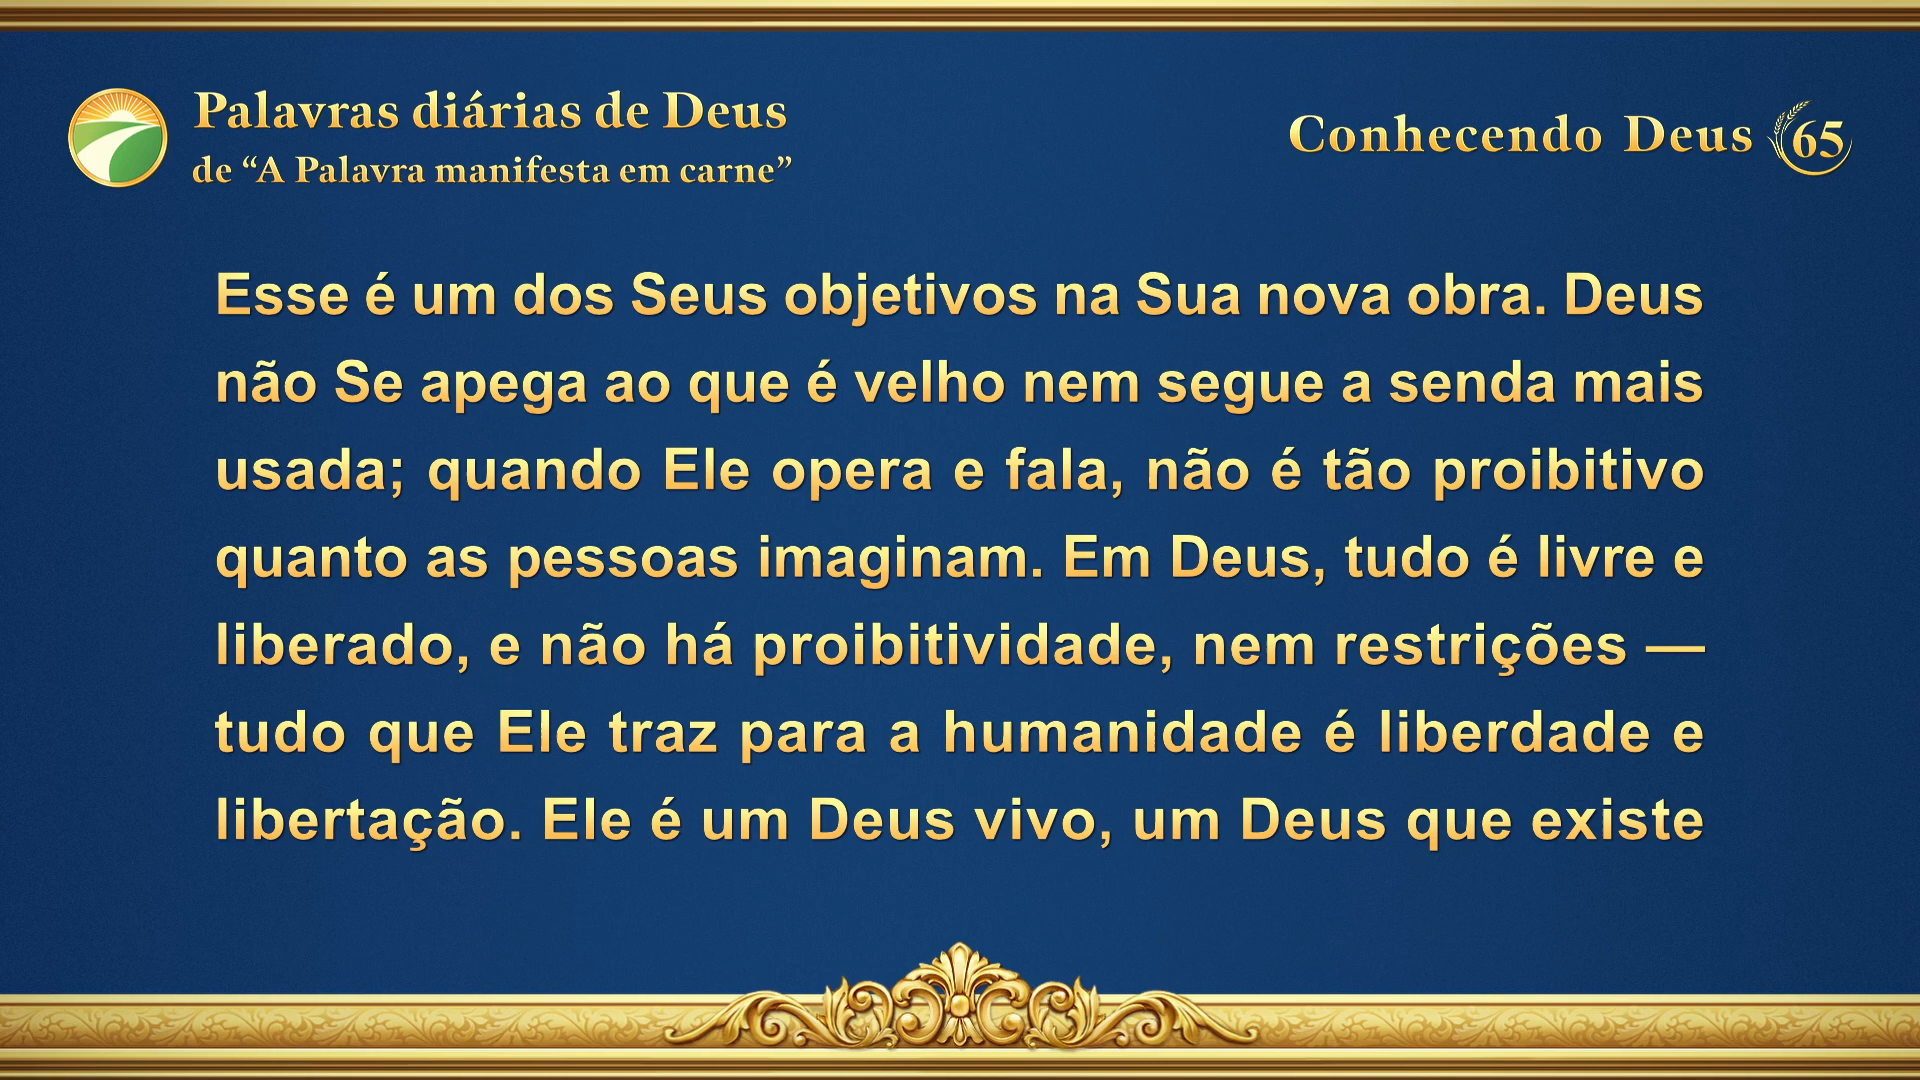 Palavras diárias de Deus
de “A Palavra manifesta em carne”
Conhecendo Deus 65
Esse é um dos Seus objetivos na Sua nova obra. Deus
não Se apega ao que é velho nem segue a senda mais
usada; quando Ele opera e fala, não é tão proibitivo
quanto as pessoas imaginam. Em Deus, tudo é livre e
liberado, e não há proibitividade, nem restrições —
tudo que Ele traz para a humanidade é liberdade e
libertação. Ele é um Deus vivo, um Deus que existe